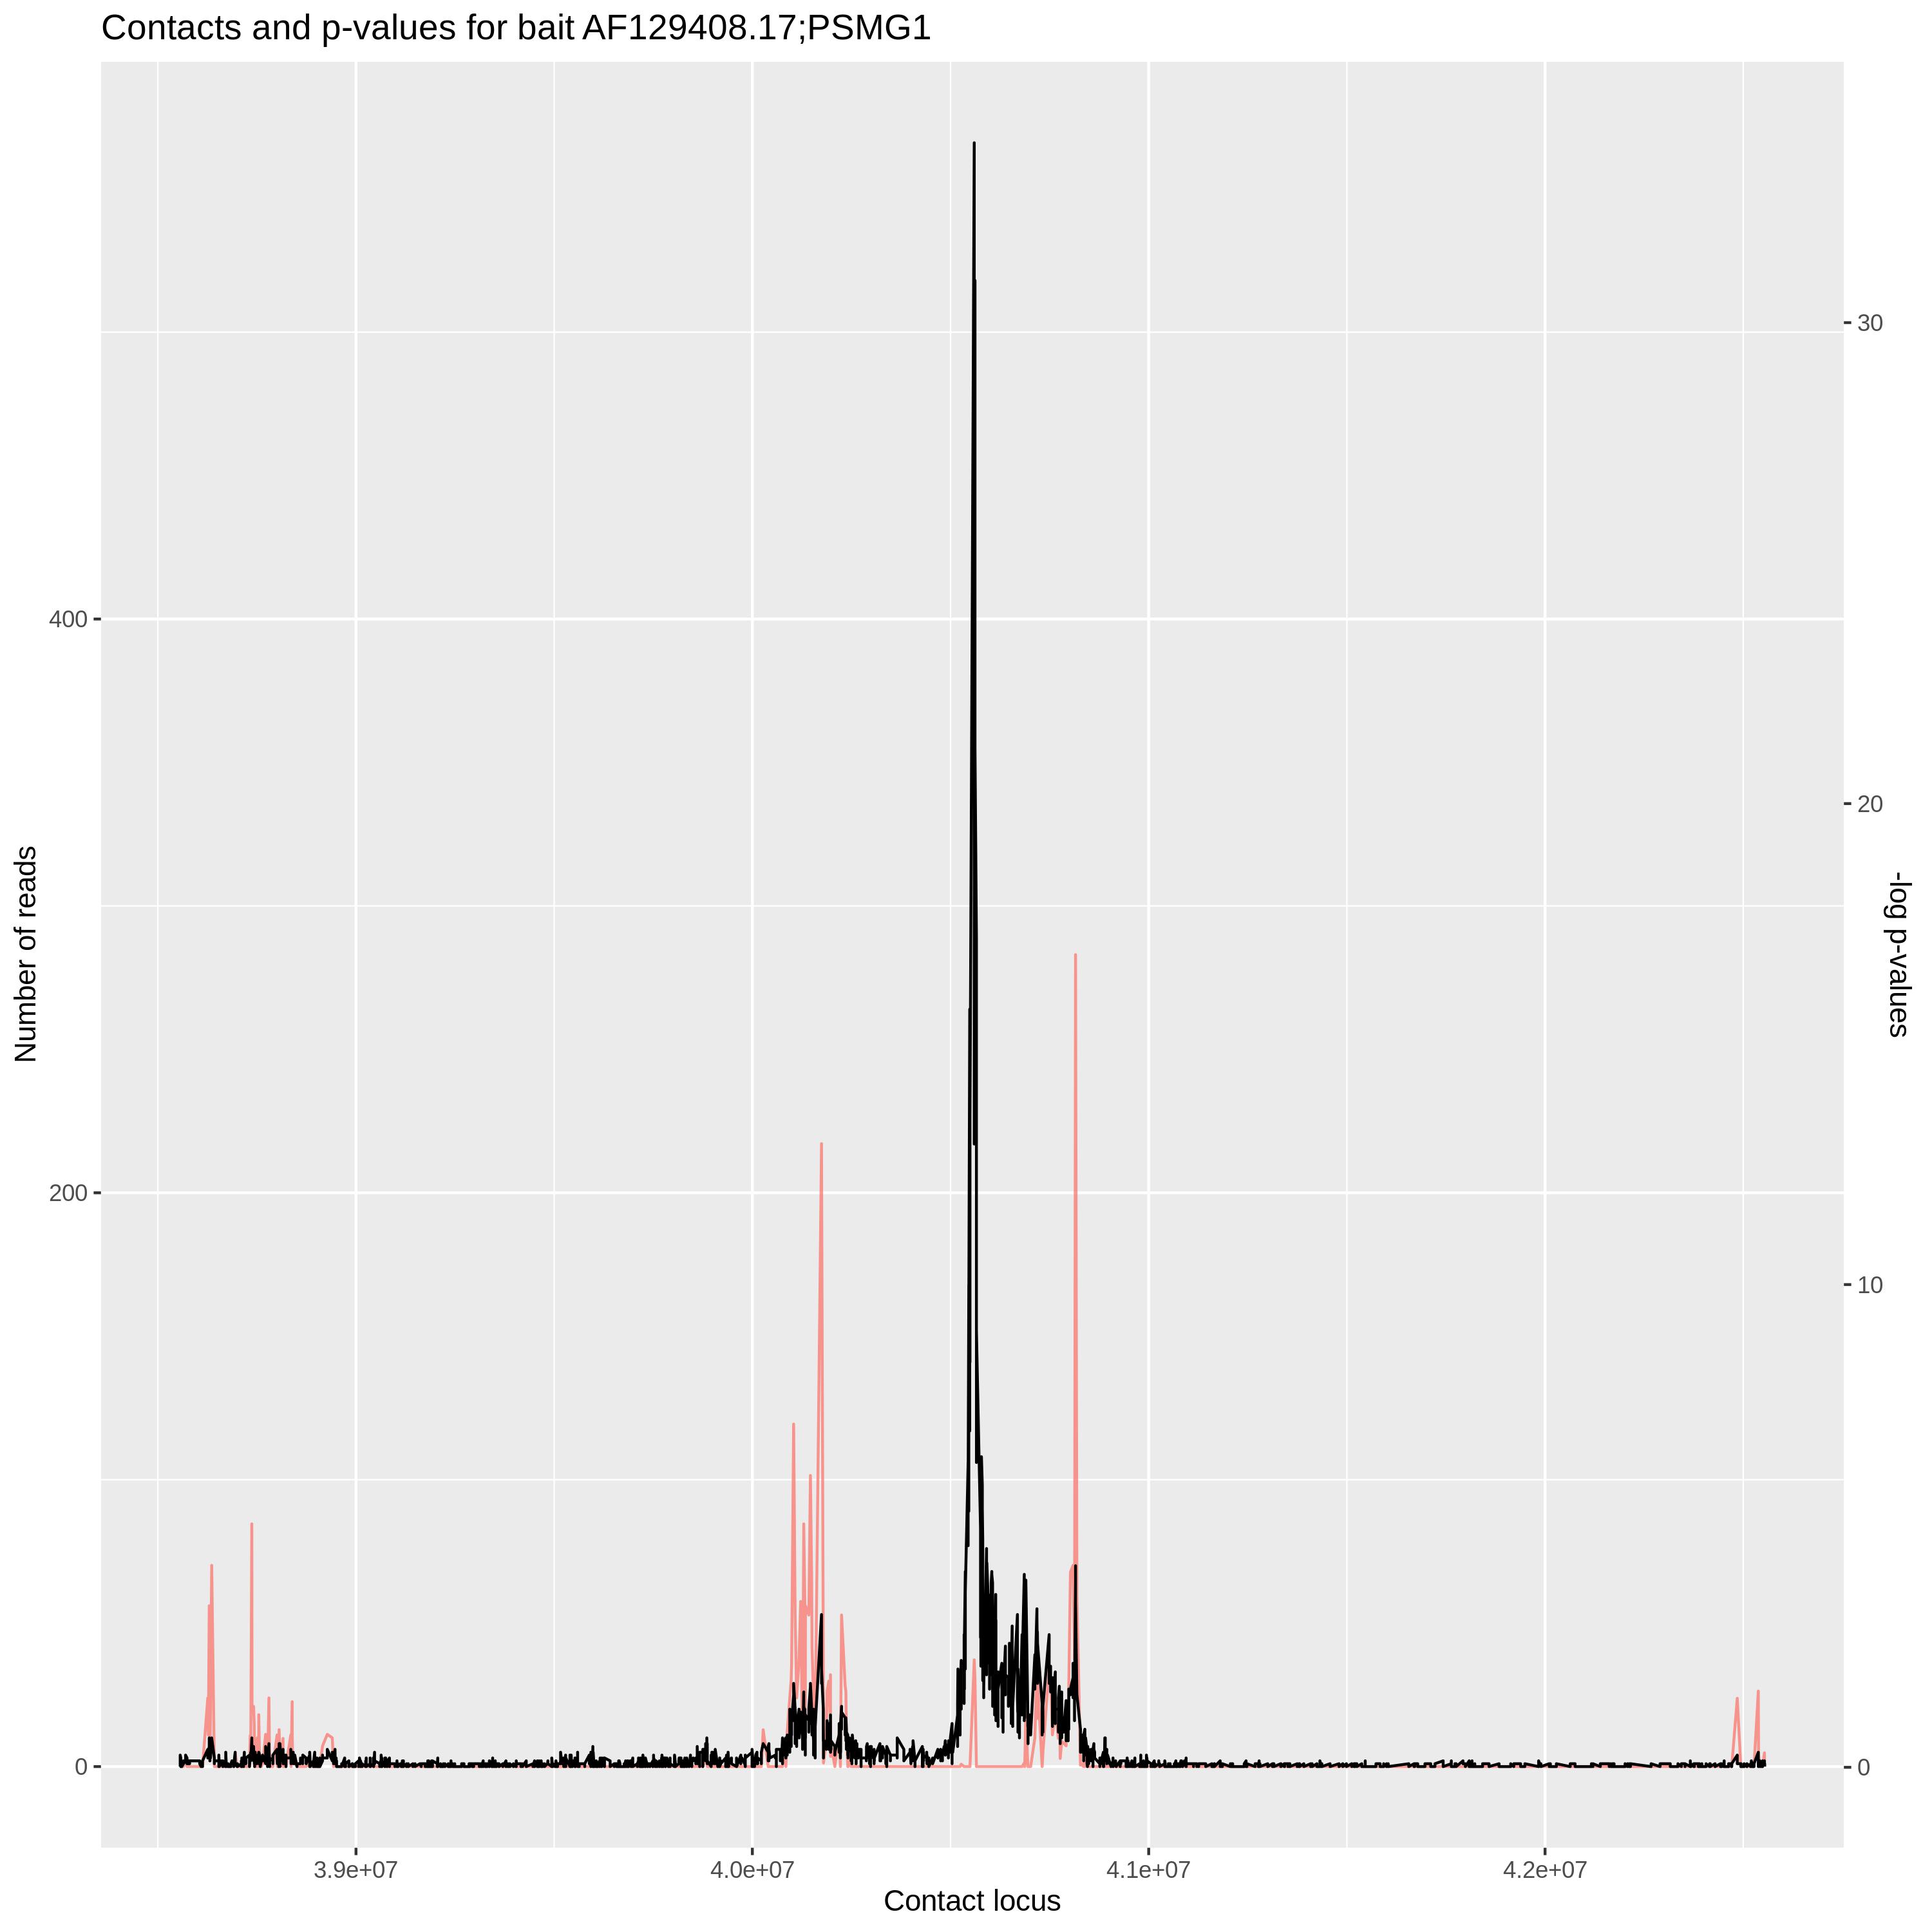 Contacts and p-values for bait AF129408.17;PSMG1
Number of reads
400
200
0
30
20
10
0
-log p-values
3.9e+07 4.0e+07 4.1e+07 4.2e+07
Contact locus